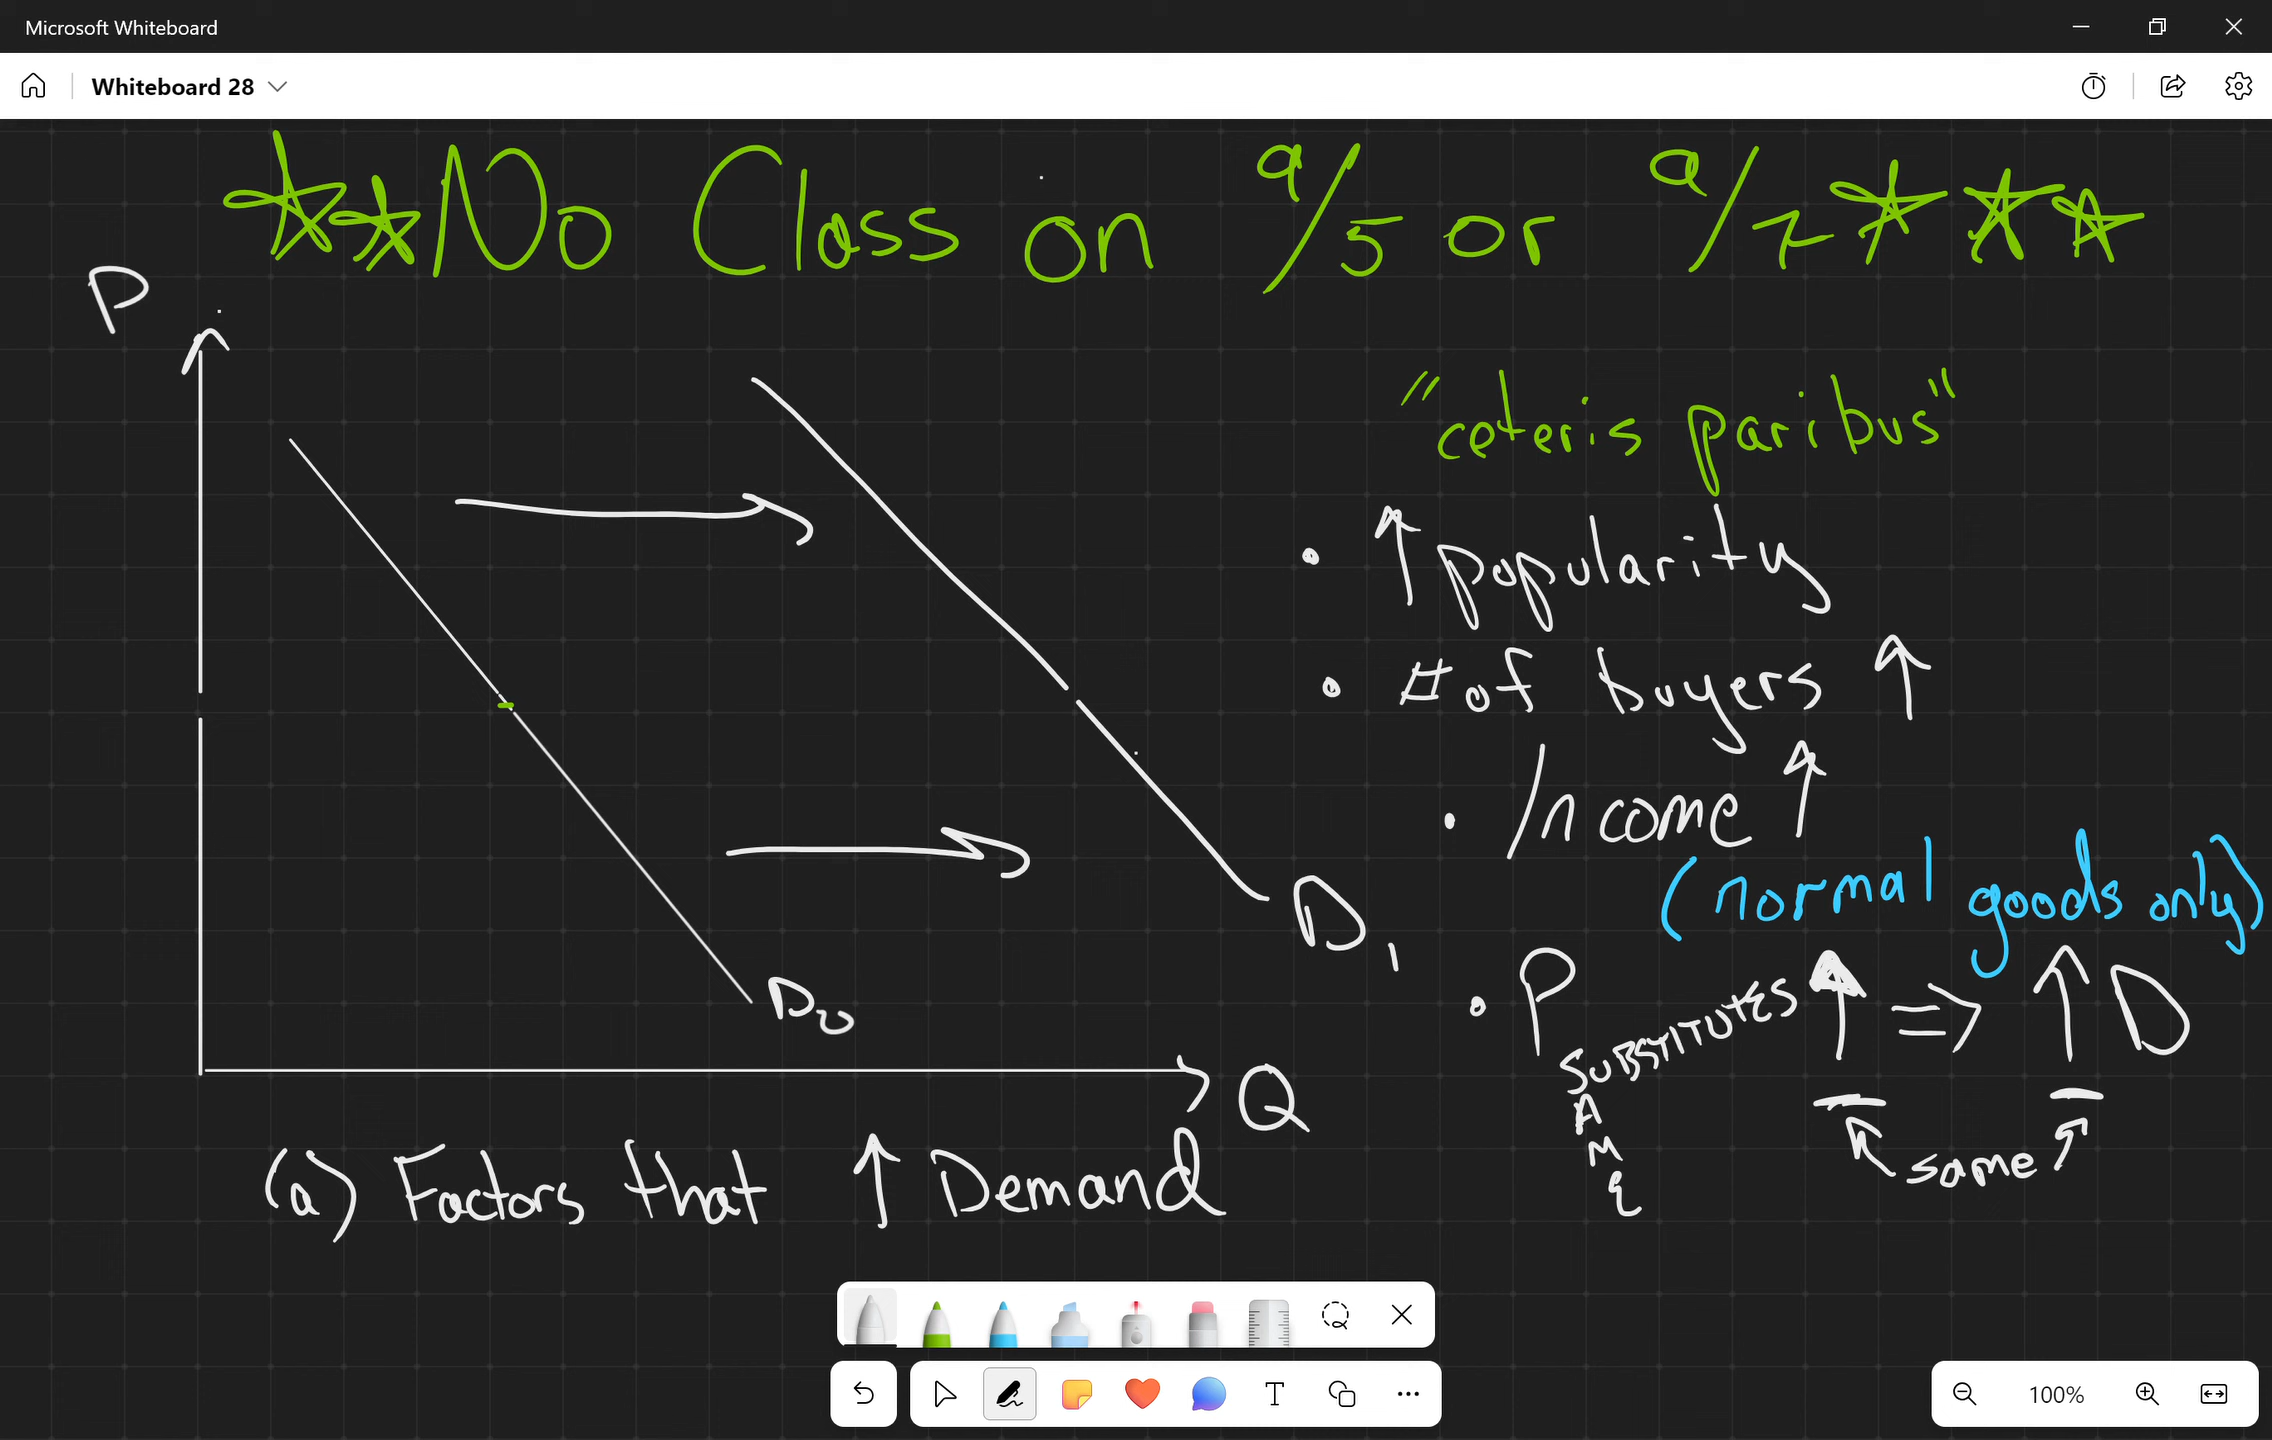 Microsoft Whiteboard
Whiteboard 28
No Class on 9/5 or 9/7
P
"ceteris paribus"
• ↑ popularity
• # of buyers ↑
• Income ↑
(normal goods only)
D1
• P SUBSTITUTES ↑ => ↑ D
SAME
same
D0
Q
(a) Factors that ↑ Demand
T
100%